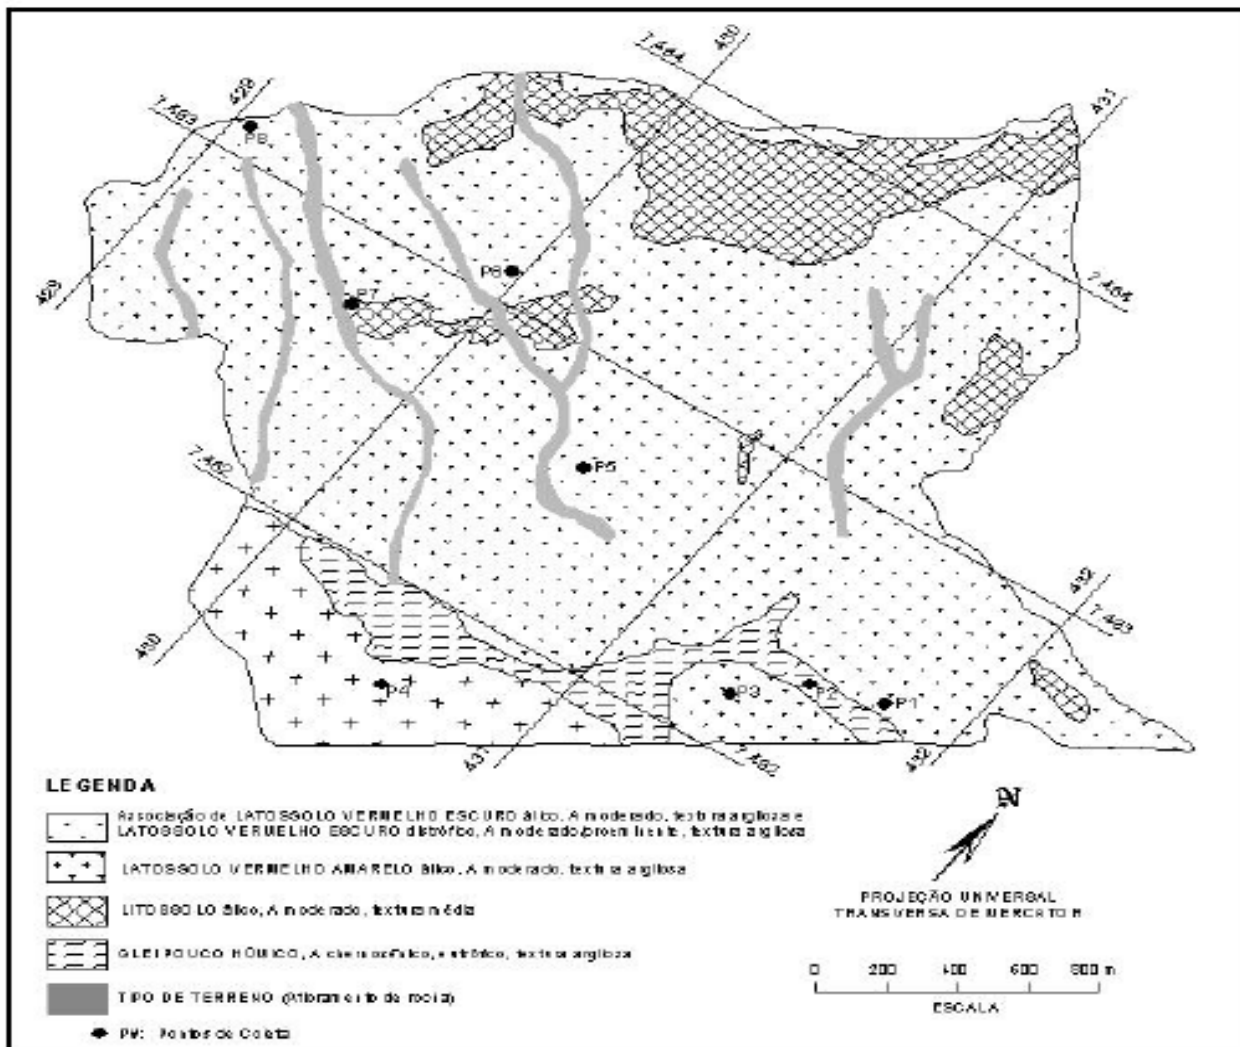 7.464
430
7.463
429
431
P8
429
P6
7.465
P7
P5
7.462
432
430
7.463
P4
P3
P2
P1
431
7.462
432
LEGENDA
Associação de LATOSSOLO VERMELHO ESCURO álico, A moderado, textura argilosa e
LATOSSOLO VERMELHO ESCURO distrófico, A moderado/proeminente, textura argilosa
LATOSSOLO VERMELHO AMARELO álico, A moderado, textura argilosa
LITOSSOLO álico, A moderado, textura média
GLEI POUCO HÚMICO, A chernozêmico, eutrófico, textura argilosa
TIPO DE TERRENO (Afloramento de rocha)
P#: Pontos de Coleta
N
PROJEÇÃO UNIVERSAL
TRANSVERSA DE MERCATOR
0 200 400 600 800 m
ESCALA